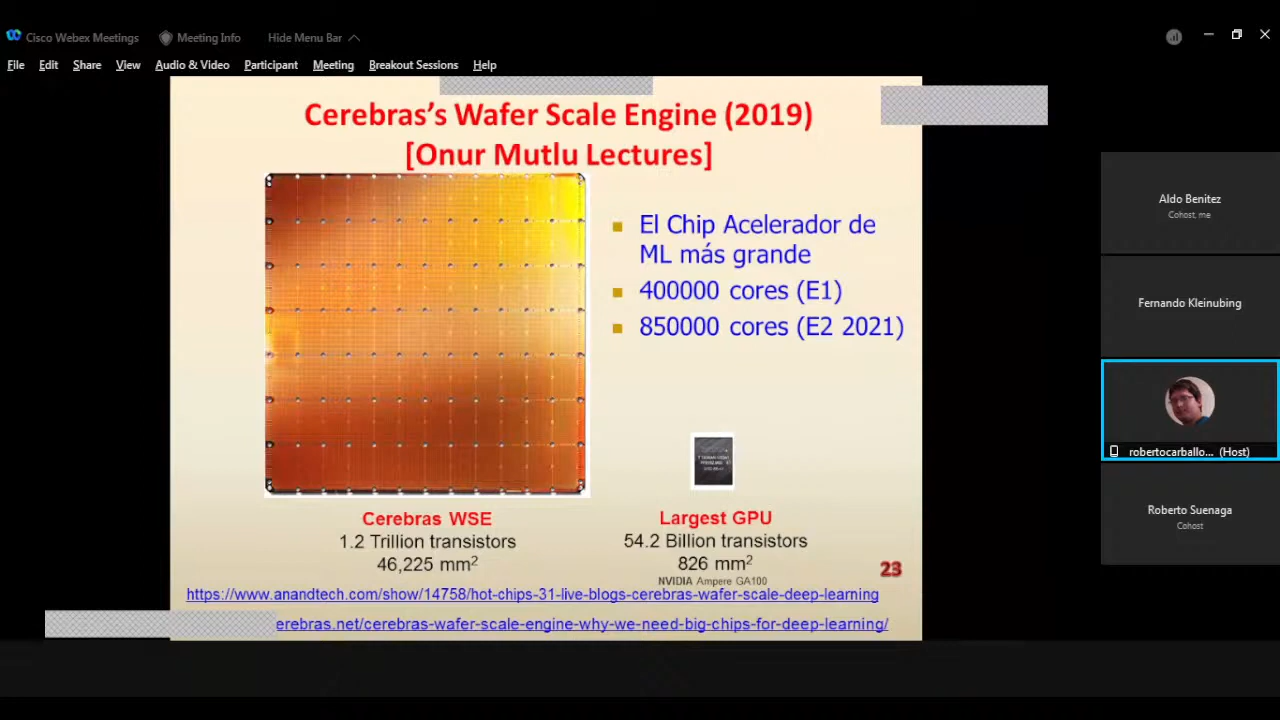 Cisco Webex Meetings
Meeting Info
Hide Menu Bar
File Edit Share View Audio & Video Participant Meeting Breakout Sessions Help
Cerebras's Wafer Scale Engine (2019)
[Onur Mutlu Lectures]
El Chip Acelerador de
ML más grande
400000 cores (E1)
850000 cores (E2 2021)
Cerebras WSE
1.2 Trillion transistors
46,225 mm²
Largest GPU
54.2 Billion transistors
826 mm²
NVIDIA Ampere GA100
23
https://www.anandtech.com/show/14758/hot-chips-31-live-blogs-cerebras-wafer-scale-deep-learning
erebras.net/cerebras-wafer-scale-engine-why-we-need-big-chips-for-deep-learning/
Aldo Benitez
Cohost, me
Fernando Kleinubing
robertocarballo... (Host)
Roberto Suenaga
Cohost